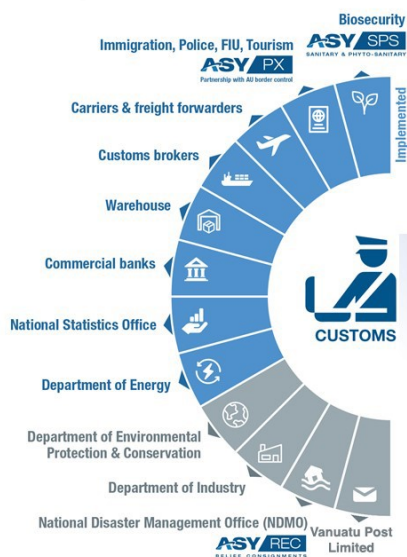 Biosecurity
ASY SPS
SANITARY & PHYTO-SANITARY
Immigration, Police, FIU, Tourism
ASY PX
Partnership with AU border control
Implemented
Carriers & freight forwarders
Customs brokers
Warehouse
Commercial banks
CUSTOMS
National Statistics Office
Department of Energy
Department of Environmental
Protection & Conservation
Department of Industry
National Disaster Management Office (NDMO)
ASY REC
RELIEF CONSIGNMENTS
Vanuatu Post
Limited